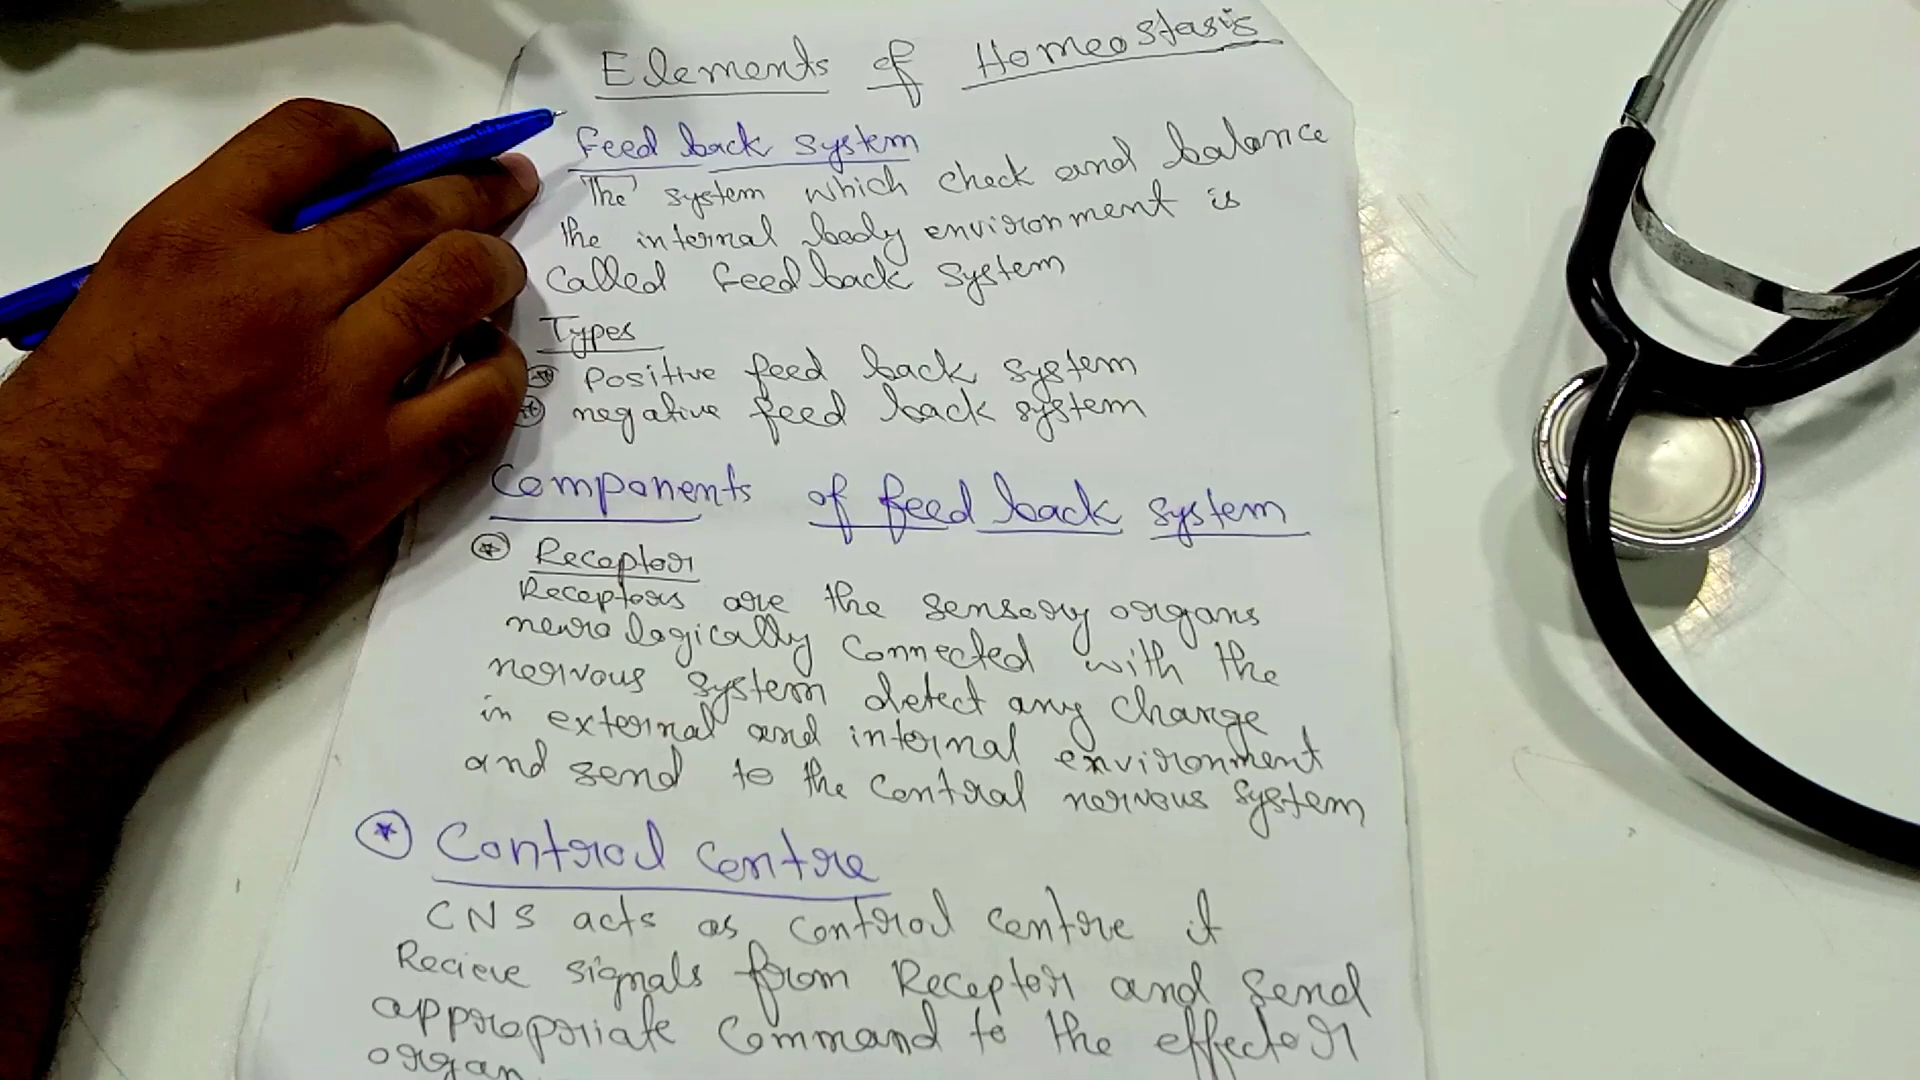 Elements of Homeostasis
Feed back system
The system which check and balance
the internal body environment is
called Feed back system
Types
Positive feed back system
negative feed back system
Components of feed back system
Receptor
Receptors are the sensory organs
neurologically connected with the
nervous system detect any change
in external and internal environment
and send to the central nervous system
Control centre
CNS acts as control centre it
Recieve signals from Receptor and send
appropriate command to the effector
organ